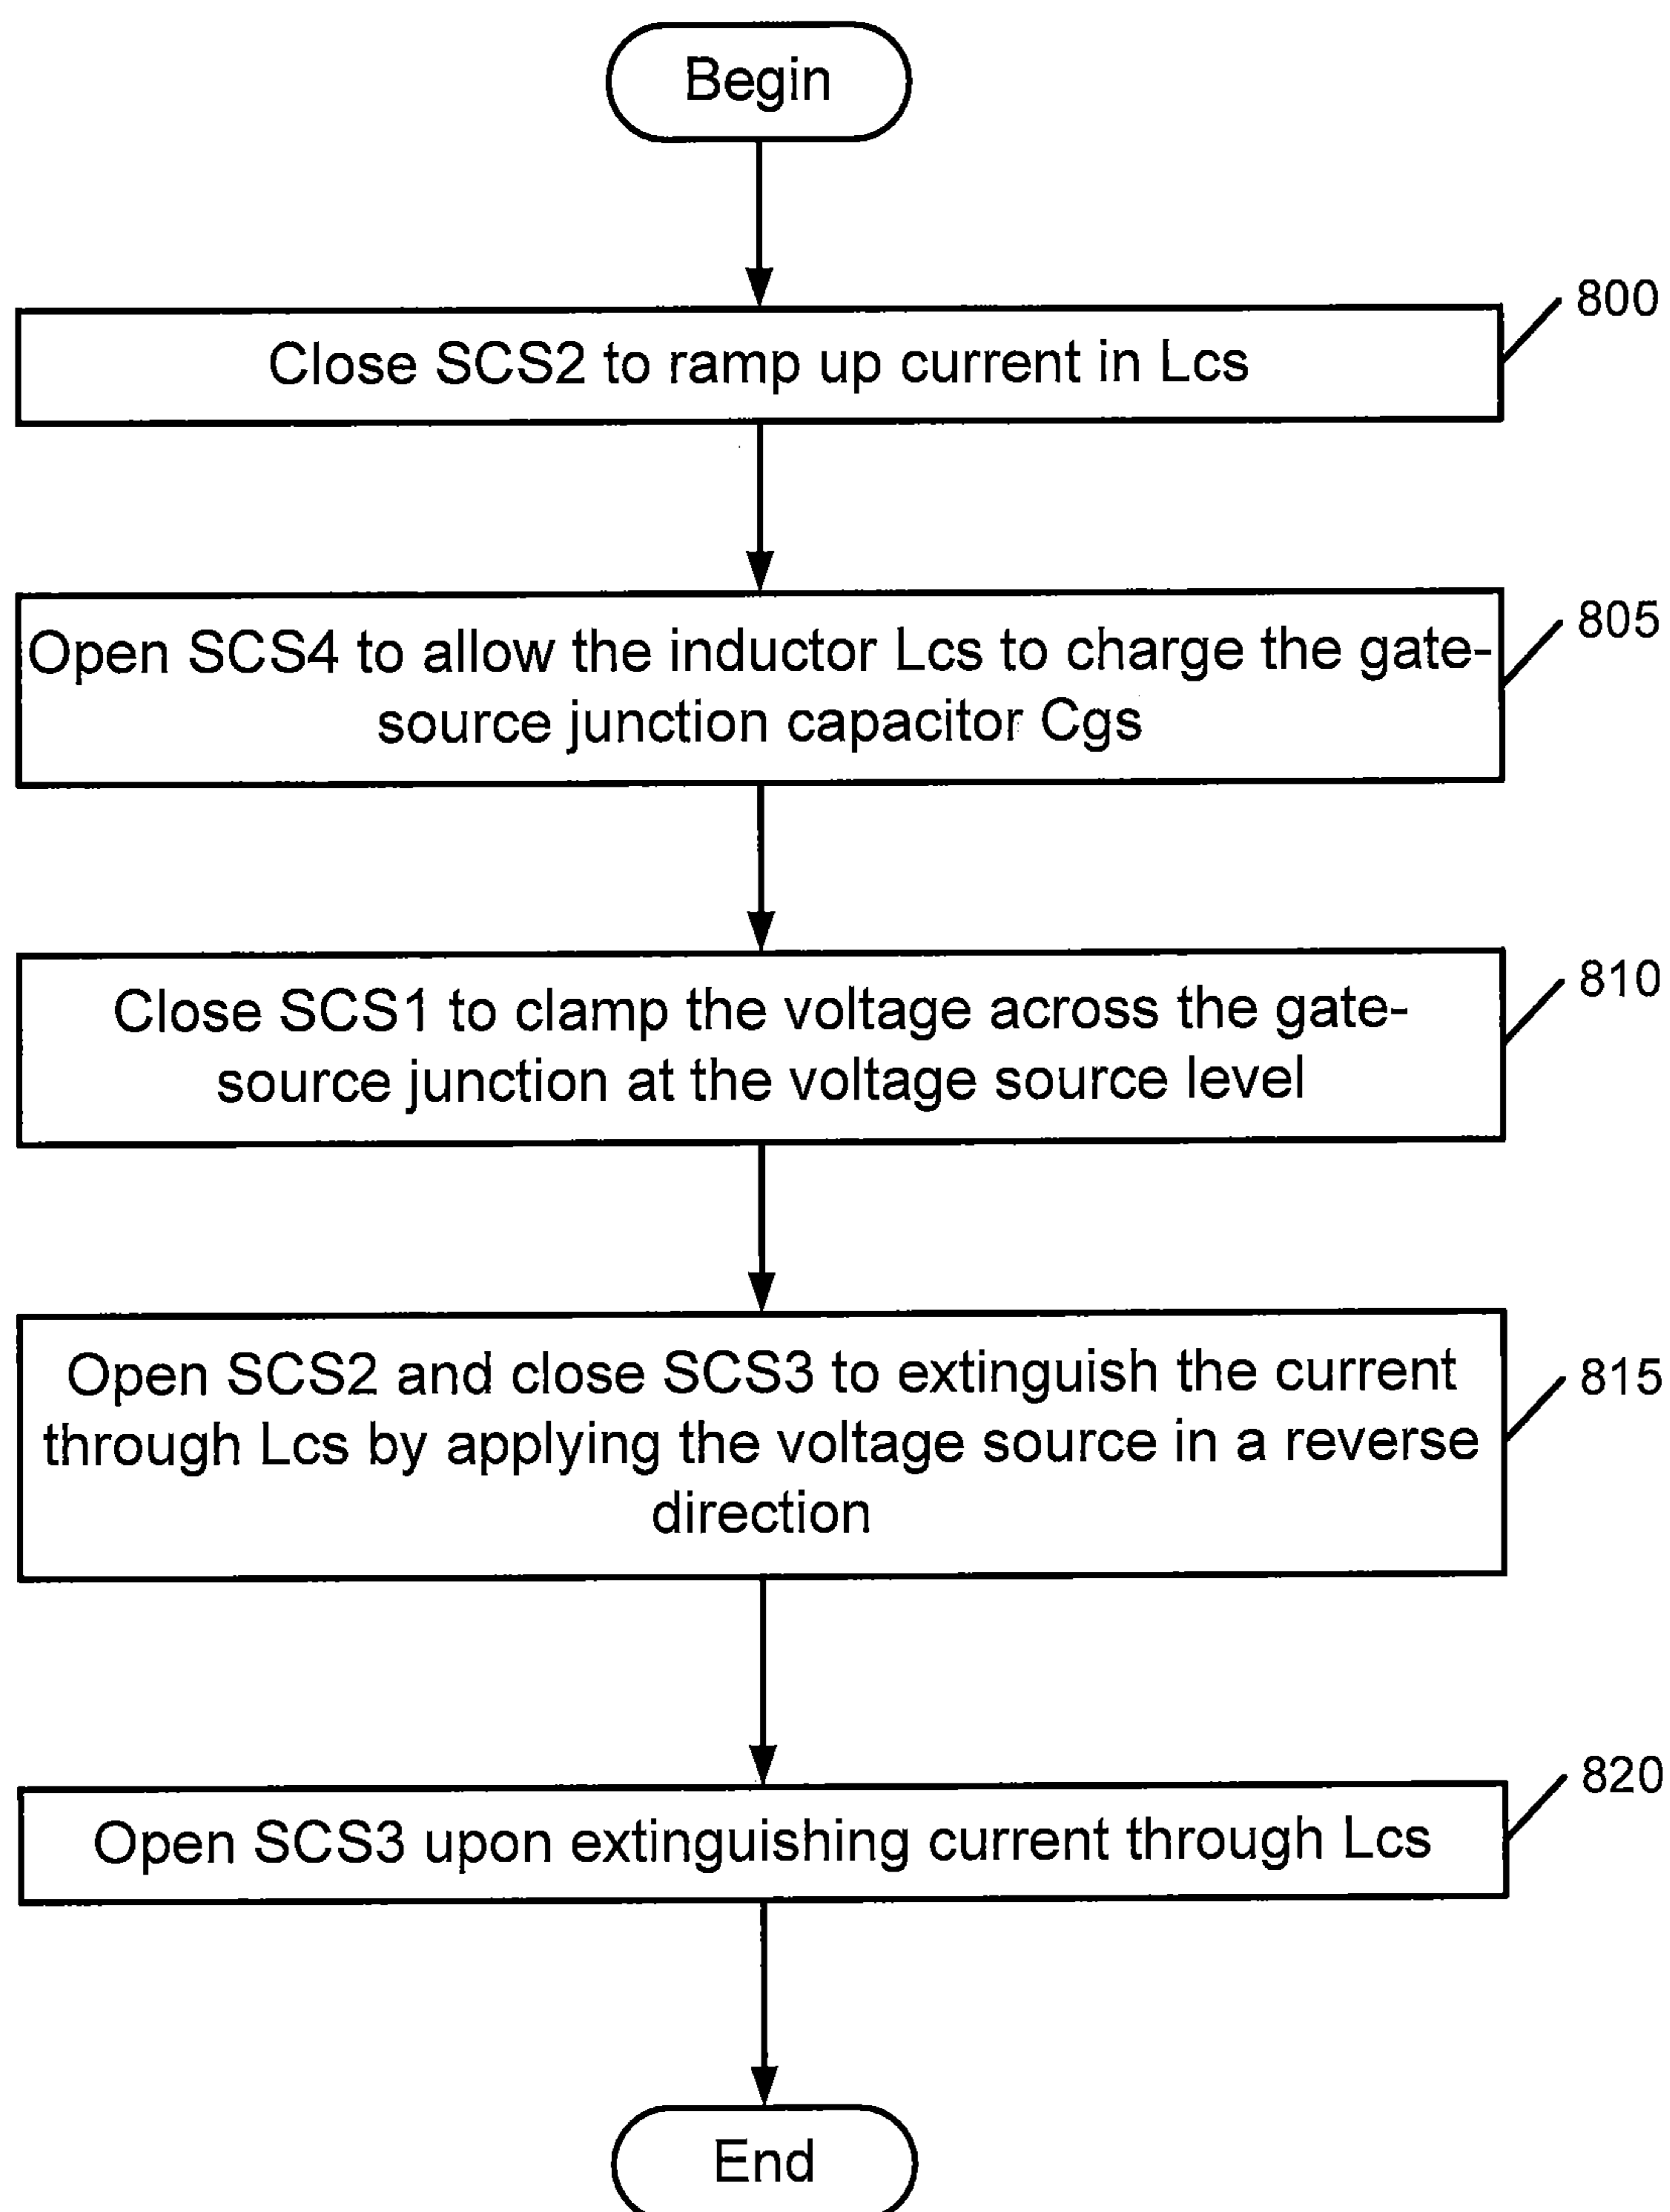 Begin
800
Close SCS2 to ramp up current in Lcs
805
Open SCS4 to allow the inductor Lcs to charge the gate-
source junction capacitor Cgs
810
Close SCS1 to clamp the voltage across the gate-
source junction at the voltage source level
815
Open SCS2 and close SCS3 to extinguish the current
through Lcs by applying the voltage source in a reverse
direction
820
Open SCS3 upon extinguishing current through Lcs
End